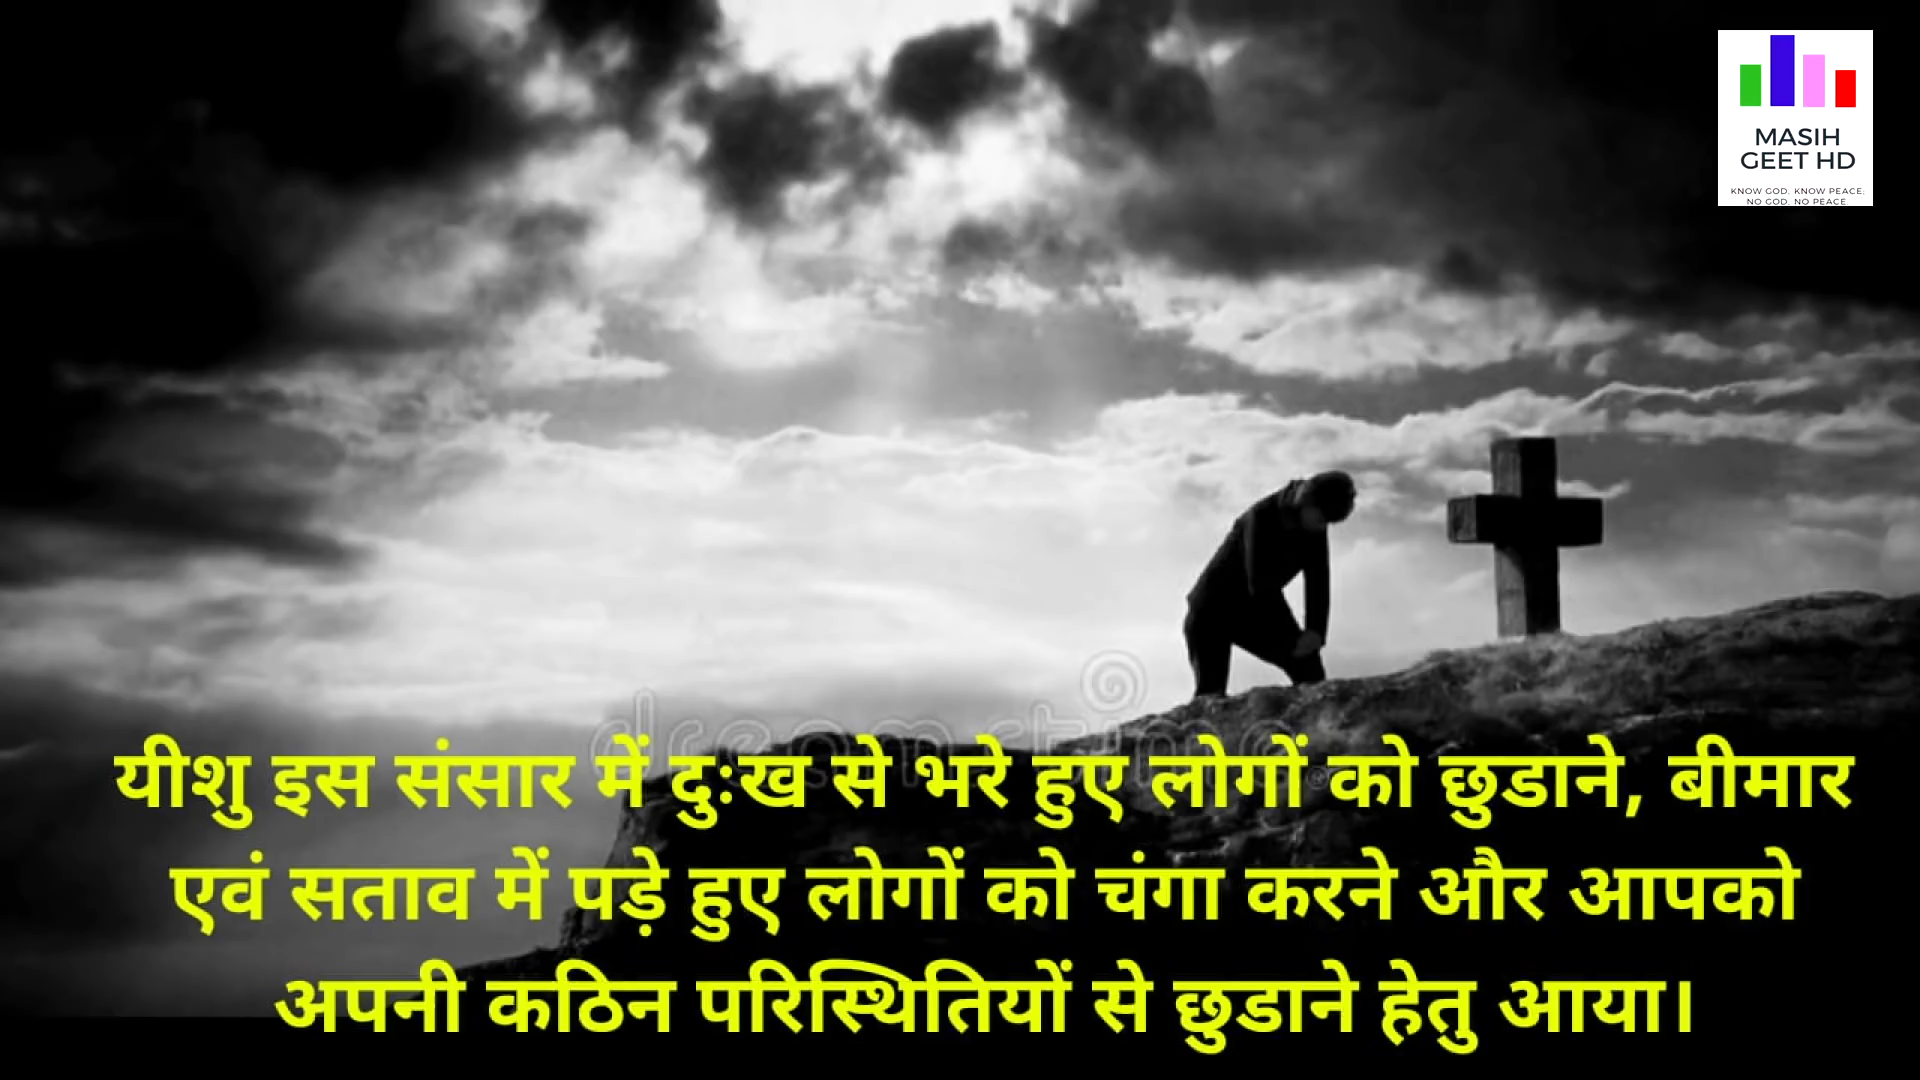 MASIH
GEET HD
KNOW GOD. KNOW PEACE.
NO GOD. NO PEACE
dreamstime
यीशु इस संसार में दुःख से भरे हुए लोगों को छुडाने, बीमार
एवं सताव में पड़े हुए लोगों को चंगा करने और आपको
अपनी कठिन परिस्थितियों से छुडाने हेतु आया।